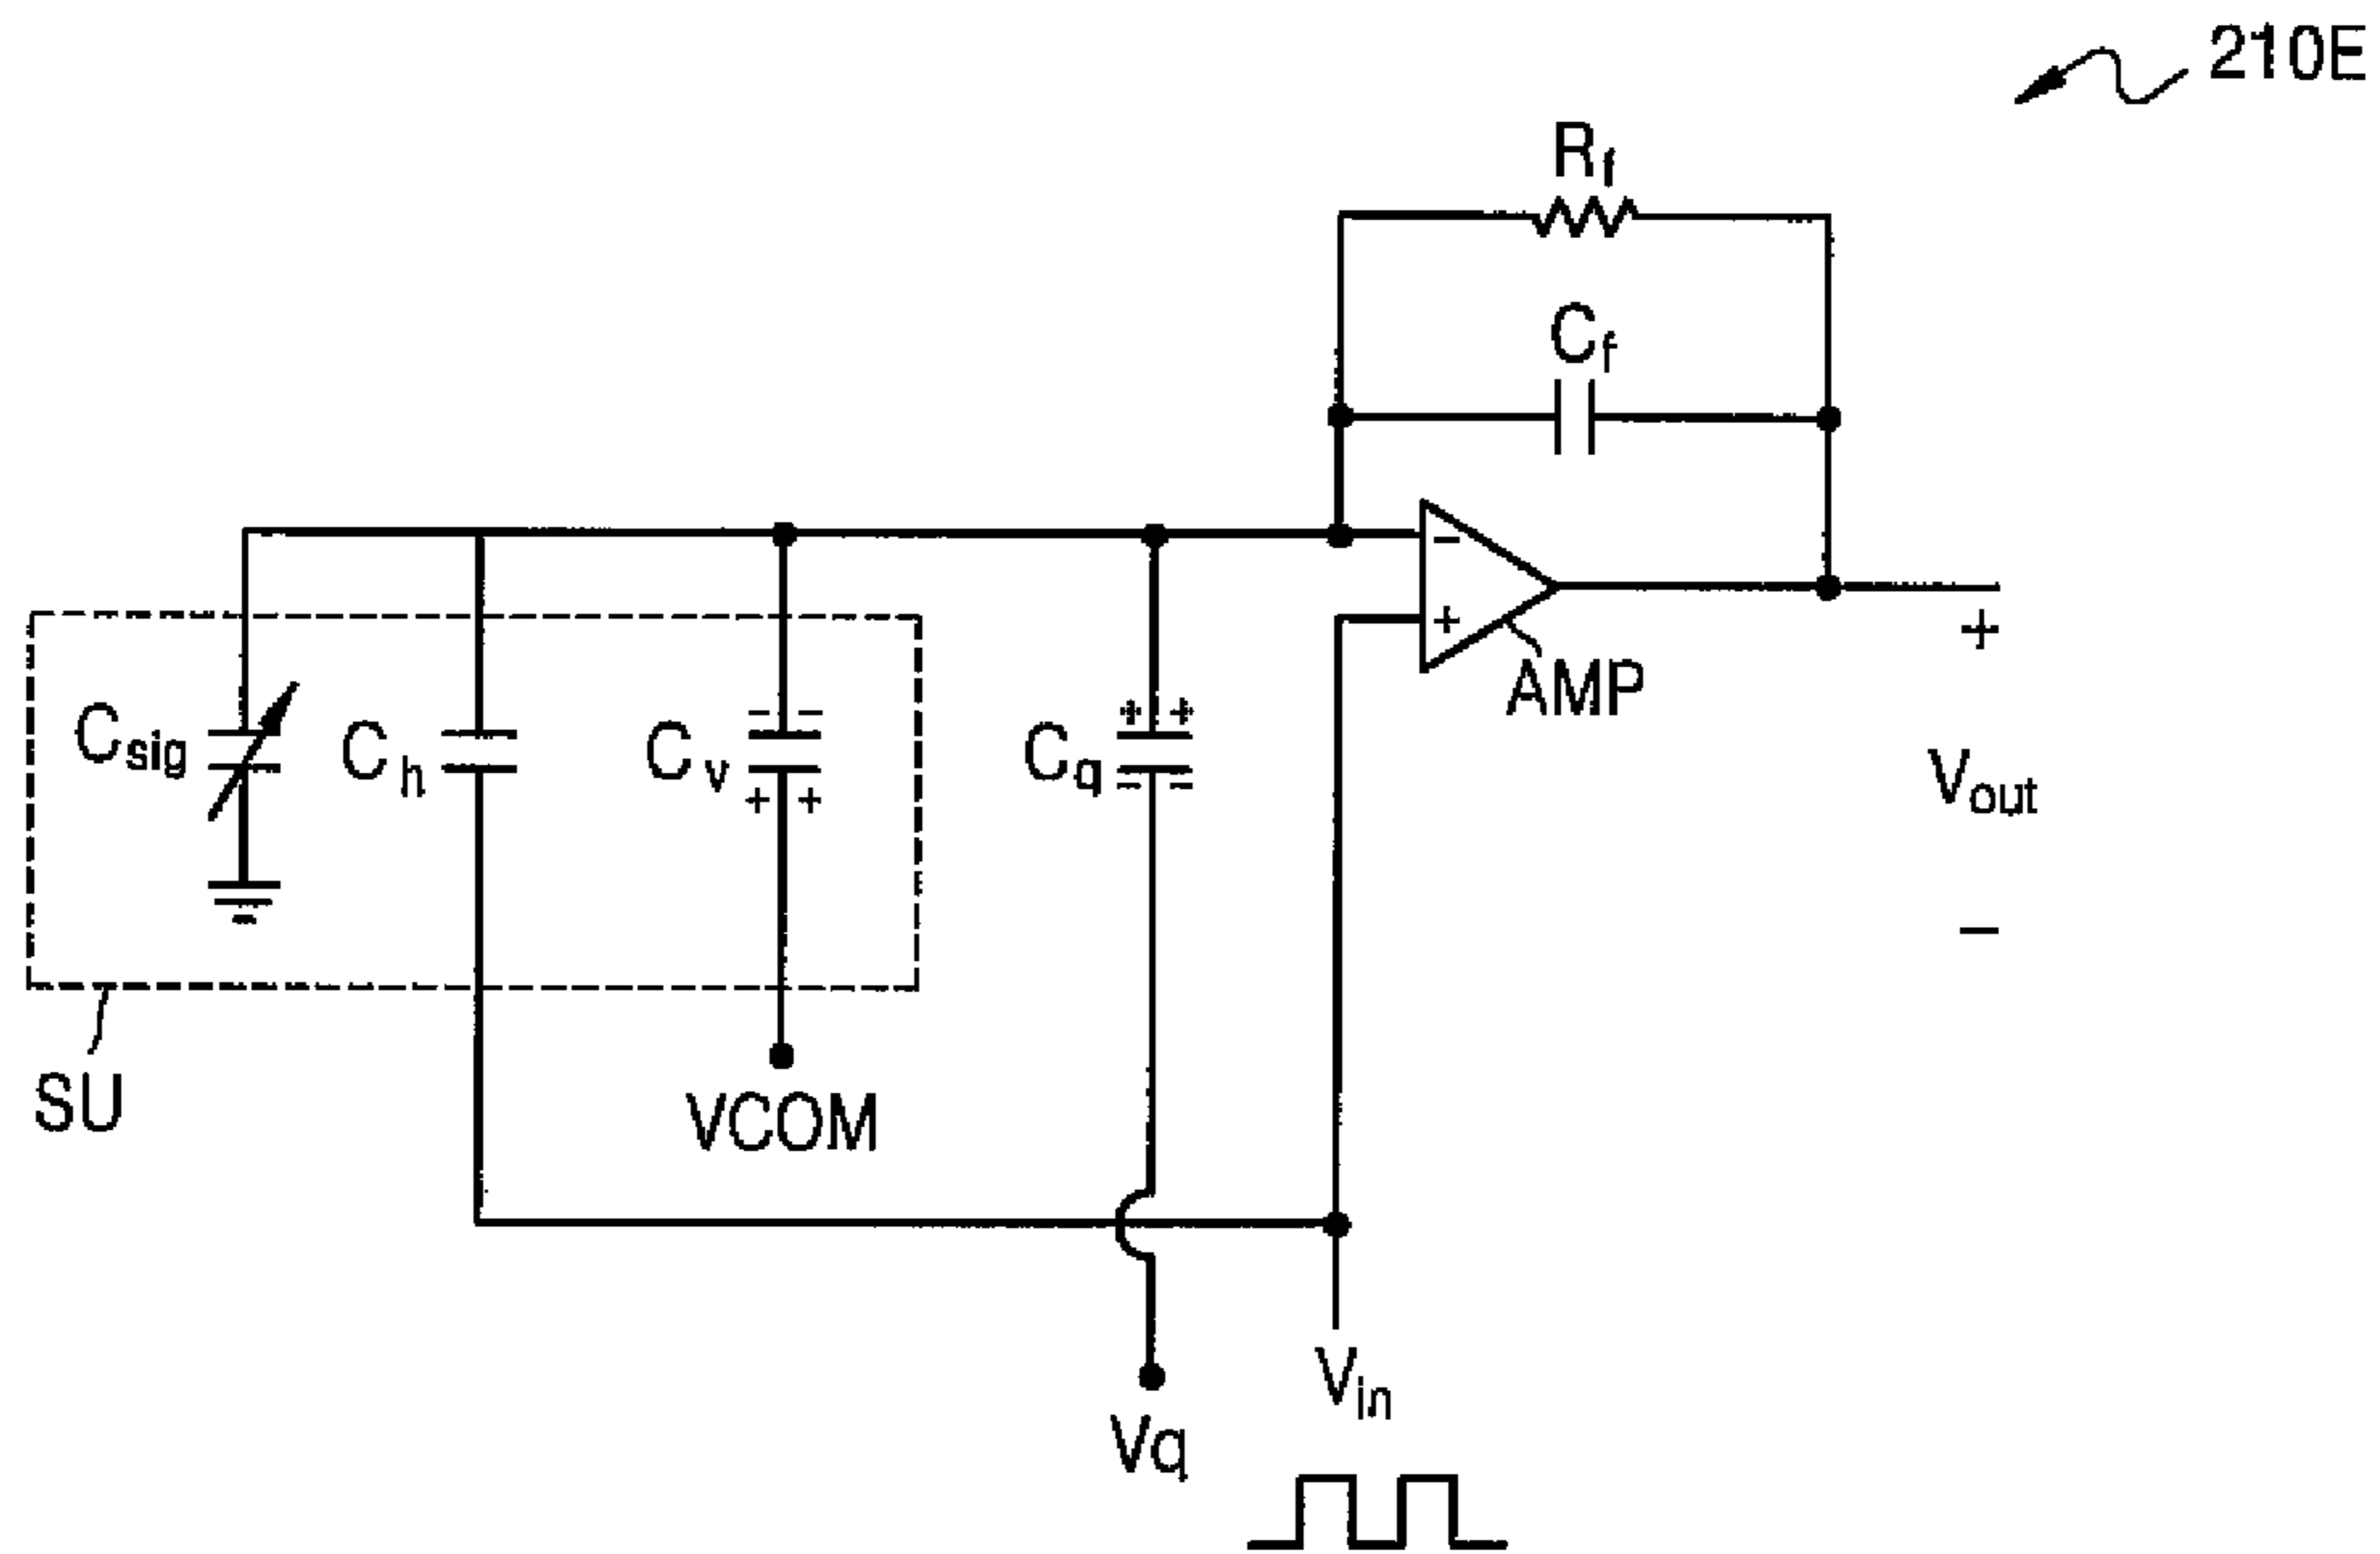 210E
Rf
Cf
−
+
AMP
+
Vout
−
Csig
Ch
− −
Cv
+ +
+ +
Cq
− −
SU
VCOM
Vin
Vq